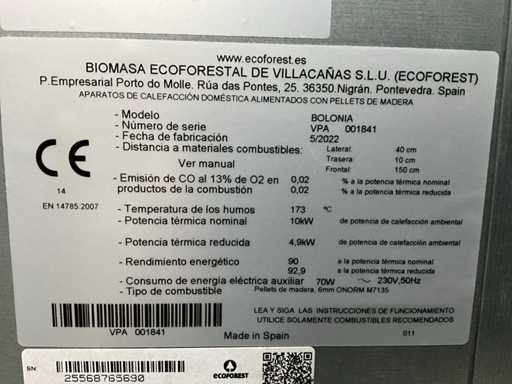 www.ecoforest.es
BIOMASA ECOFORESTAL DE VILLACAÑAS S.L.U. (ECOFOREST)
P.Empresarial Porto do Molle. Rúa das Pontes, 25. 36350.Nigrán. Pontevedra. Spain
APARATOS DE CALEFACCIÓN DOMÉSTICA ALIMENTADOS CON PELLETS DE MADERA
- Modelo BOLONIA
- Número de serie VPA 001841
- Fecha de fabricación 5/2022
- Distancia a materiales combustibles: Lateral: 40 cm
Ver manual Trasera: 10 cm
Frontal: 150 cm
CE
14
EN 14785:2007
- Emisión de CO al 13% de O2 en 0,02 % a la potencia térmica nominal
productos de la combustión 0,02 % a la potencia térmica reducida
- Temperatura de los humos 173 ºC
- Potencia térmica nominal 10kW de potencia de calefacción ambiental
- Potencia térmica reducida 4,9kW de potencia de calefacción ambiental
- Rendimiento energético 90 a la potencia térmica nominal
92,9 a la potencia térmica reducida
- Consumo de energía eléctrica auxiliar 70W ~ 230V,50Hz
- Tipo de combustible Pellets de madera, 6mm ONORM M7135
VPA 001841
LEA Y SIGA LAS INSTRUCCIONES DE FUNCIONAMIENTO
UTILICE SOLAMENTE COMBUSTIBLES RECOMENDADOS
Made in Spain 011
SN:
25568765690
ecoforest